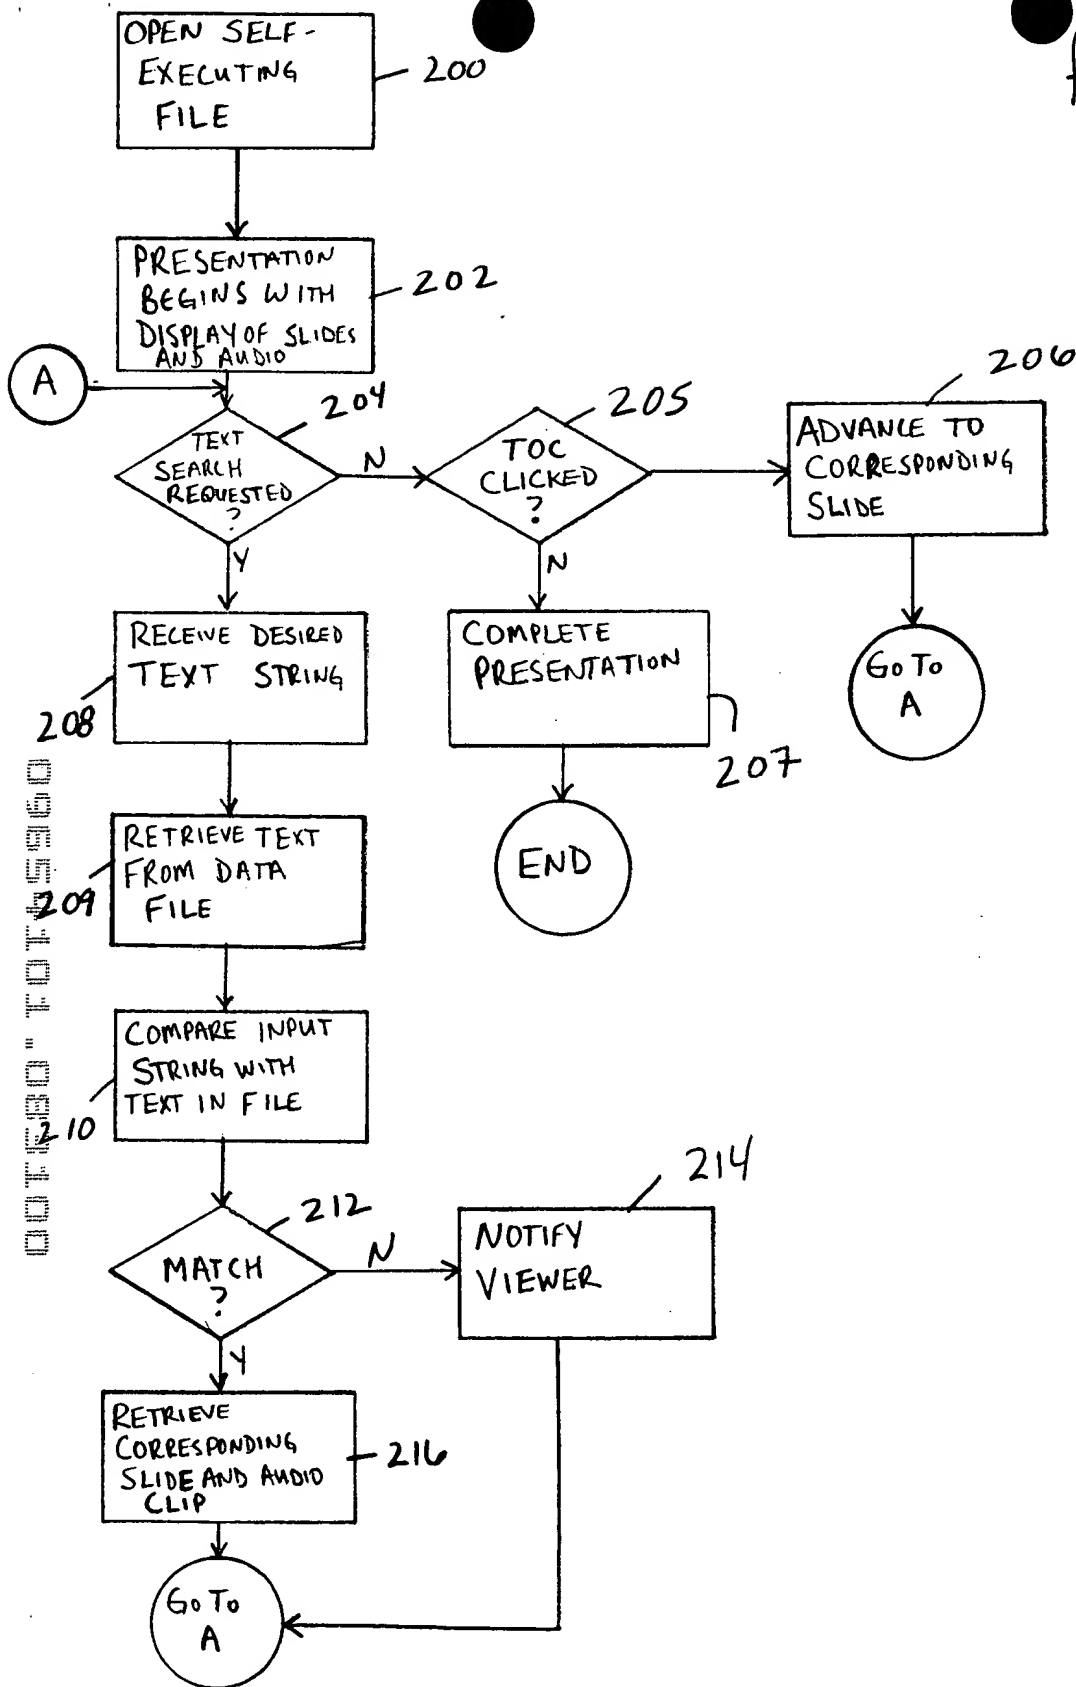 OPEN SELF-
EXECUTING
FILE
200
PRESENTATION
BEGINS WITH
DISPLAY OF SLIDES
AND AUDIO
202
A
204
TEXT
SEARCH
REQUESTED
?
N
Y
205
TOC
CLICKED
?
N
206
ADVANCE TO
CORRESPONDING
SLIDE
GO TO
A
RECEIVE DESIRED
TEXT STRING
208
COMPLETE
PRESENTATION
207
END
RETRIEVE TEXT
FROM DATA
FILE
209
COMPARE INPUT
STRING WITH
TEXT IN FILE
210
212
MATCH
?
N
Y
214
NOTIFY
VIEWER
RETRIEVE
CORRESPONDING
SLIDE AND AUDIO
CLIP
216
GO TO
A
09654101.083100